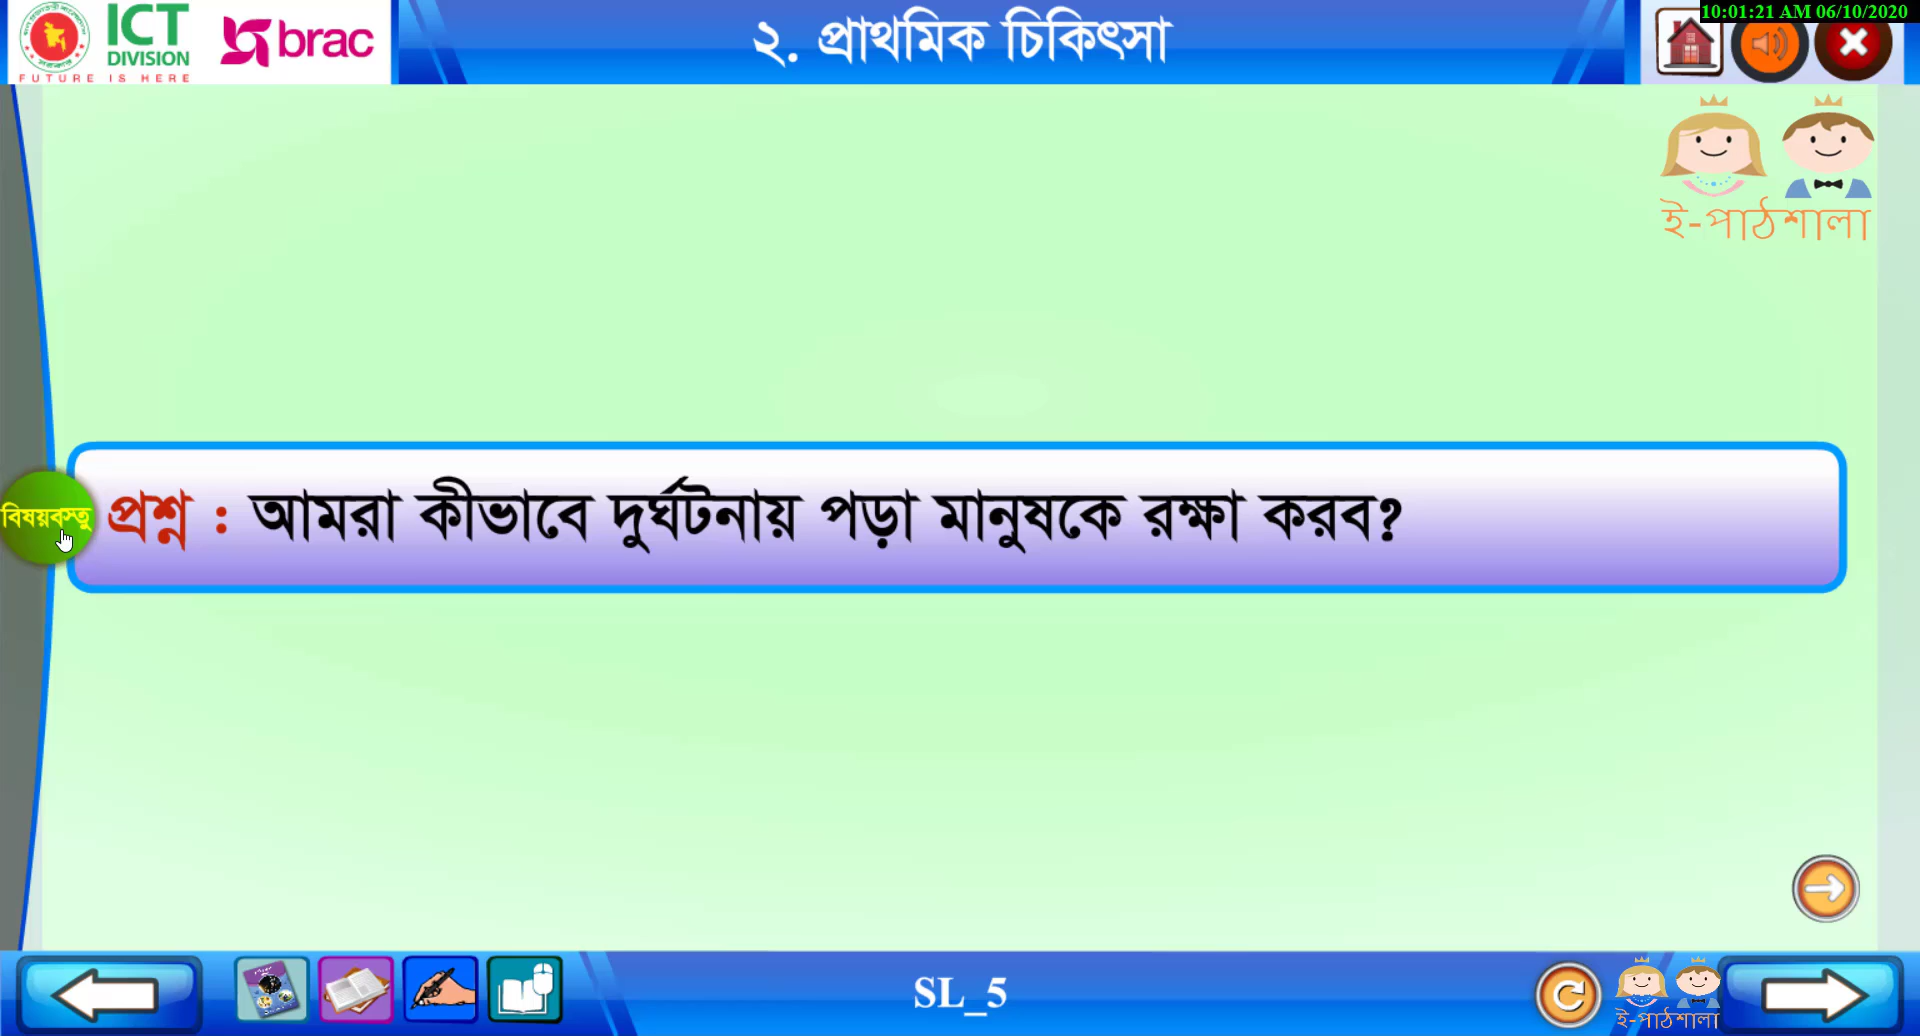 ICT
DIVISION
FUTURE IS HERE
brac
২. প্রাথমিক চিকিৎসা
10:01:21 AM 06/10/2020
ই-পাঠশালা
বিষয়বস্তু
প্রশ্ন : আমরা কীভাবে দুর্ঘটনায় পড়া মানুষকে রক্ষা করব?
SL_5
ই-পাঠশালা